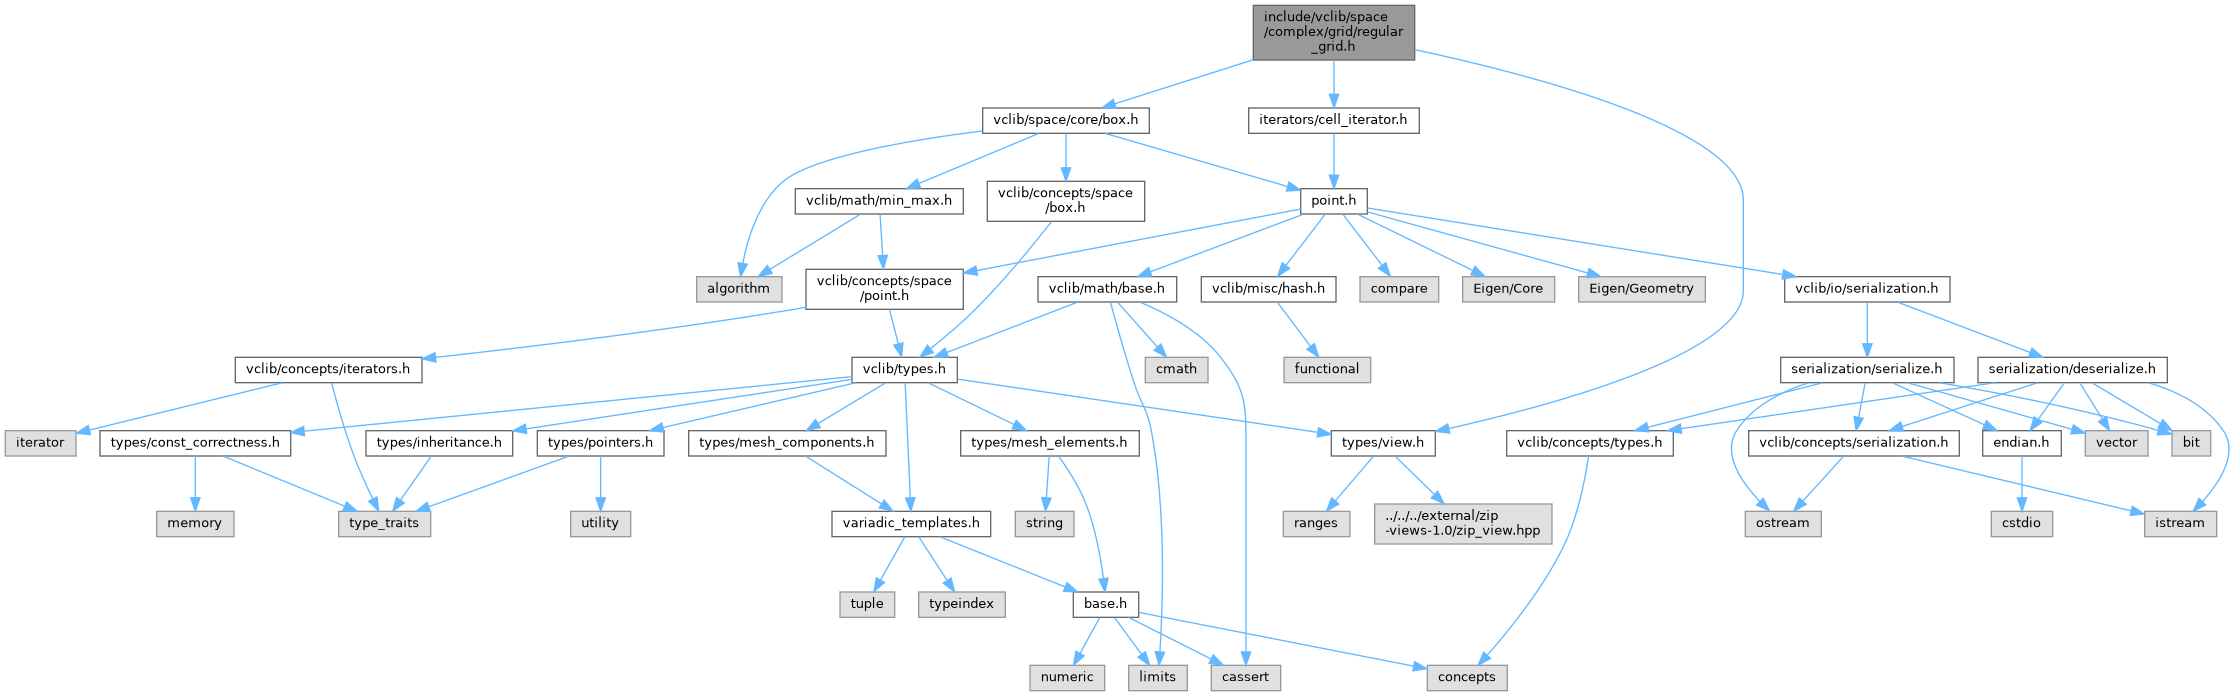 include/vclib/space
/complex/grid/regular
_grid.h
vclib/space/core/box.h
iterators/cell_iterator.h
vclib/math/min_max.h
vclib/concepts/space
/box.h
point.h
algorithm
vclib/concepts/space
/point.h
vclib/math/base.h
vclib/misc/hash.h
compare
Eigen/Core
Eigen/Geometry
vclib/io/serialization.h
vclib/concepts/iterators.h
vclib/types.h
cmath
functional
serialization/serialize.h
serialization/deserialize.h
iterator
types/const_correctness.h
types/inheritance.h
types/pointers.h
types/mesh_components.h
types/mesh_elements.h
types/view.h
vclib/concepts/types.h
vclib/concepts/serialization.h
endian.h
vector
bit
memory
type_traits
utility
variadic_templates.h
string
ranges
../../../external/zip
-views-1.0/zip_view.hpp
ostream
cstdio
istream
tuple
typeindex
base.h
numeric
limits
cassert
concepts